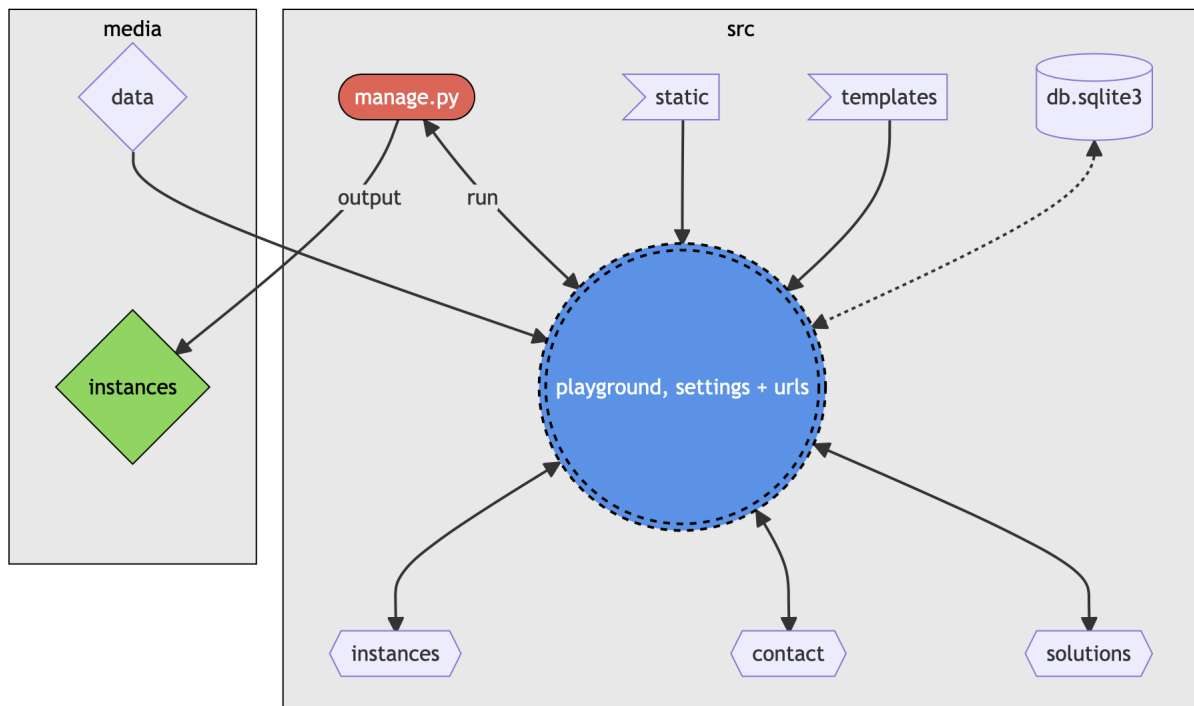 media
src
data
manage.py
static
templates
db.sqlite3
output
run
instances
playground, settings + urls
instances
contact
solutions